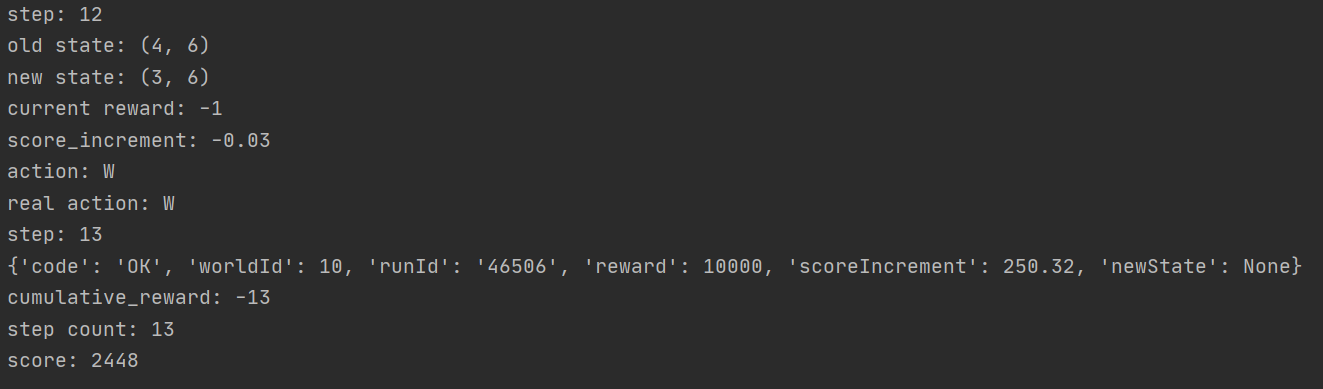 step: 12
old state: (4, 6)
new state: (3, 6)
current reward: -1
score_increment: -0.03
action: W
real action: W
step: 13
{'code': 'OK', 'worldId': 10, 'runId': '46506', 'reward': 10000, 'scoreIncrement': 250.32, 'newState': None}
cumulative_reward: -13
step count: 13
score: 2448